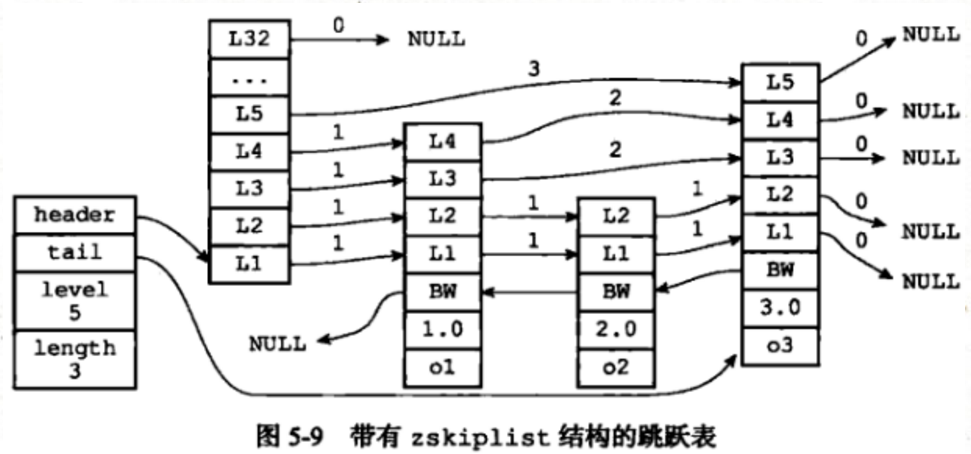 L32
0
NULL
...
L5
3
L4
1
L3
1
L2
1
L1
1
header
tail
level
5
length
3
L4
2
L3
2
L2
1
L1
1
BW
1.0
o1
NULL
L2
1
L1
1
BW
2.0
o2
L5
0
NULL
L4
0
NULL
L3
0
NULL
L2
0
NULL
L1
0
NULL
BW
3.0
o3
图 5-9 带有 zskiplist 结构的跳跃表